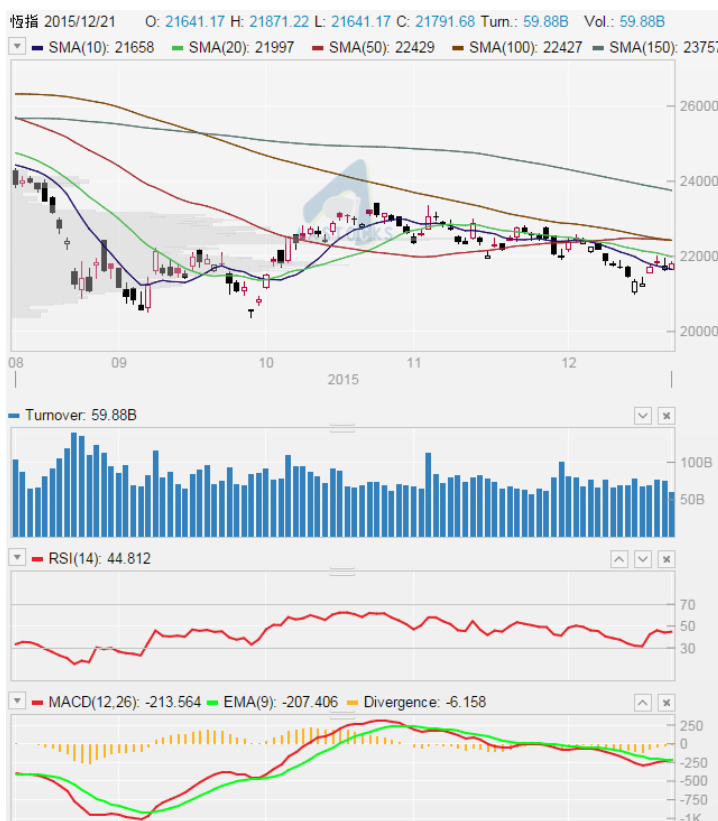 恆指 2015/12/21 O: 21641.17 H: 21871.22 L: 21641.17 C: 21791.68 Turn.: 59.88B Vol.: 59.88B
SMA(10): 21658 SMA(20): 21997 SMA(50): 22429 SMA(100): 22427 SMA(150): 23757
26000
24000
22000
20000
08 09 10 11 12
2015
Turnover: 59.88B
100B
50B
RSI(14): 44.812
70
50
30
MACD(12,26): -213.564 EMA(9): -207.406 Divergence: -6.158
250
0
-250
-500
-750
-1K